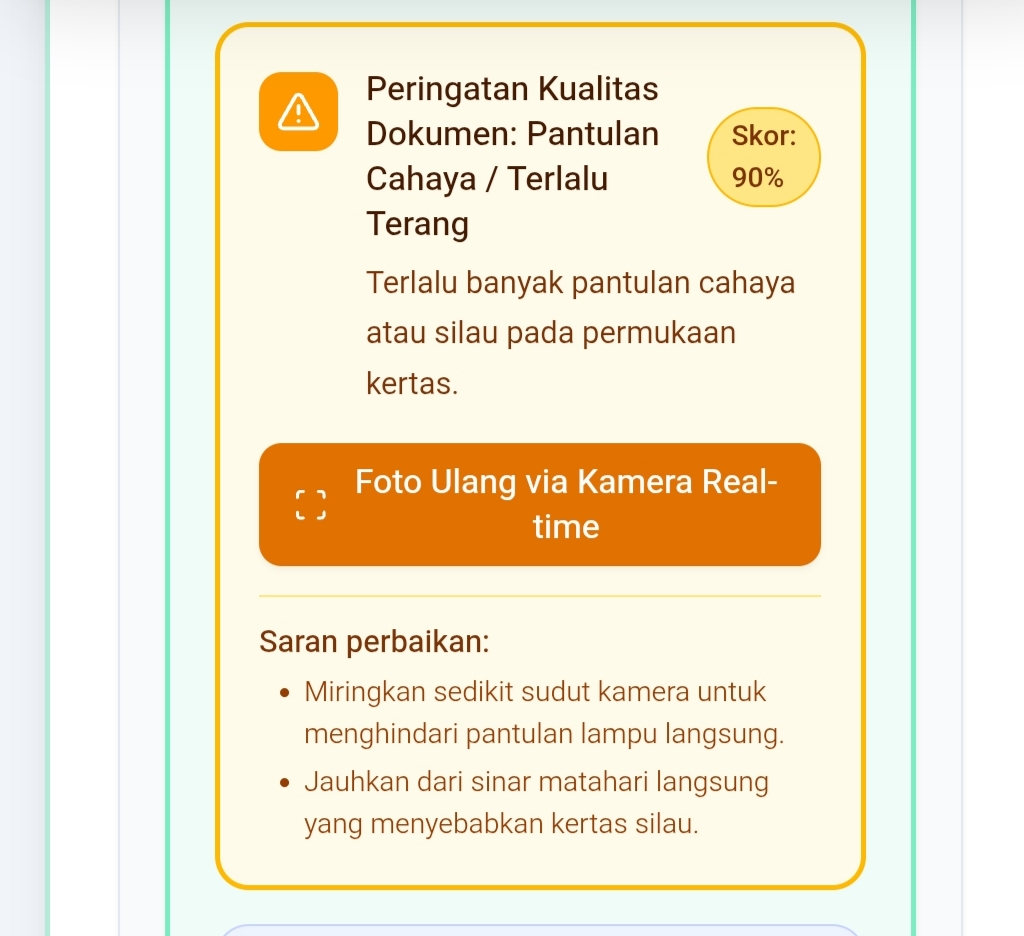 Peringatan Kualitas
Dokumen: Pantulan
Cahaya / Terlalu
Terang
Skor:
90%
Terlalu banyak pantulan cahaya
atau silau pada permukaan
kertas.
Foto Ulang via Kamera Real-
time
Saran perbaikan:
• Miringkan sedikit sudut kamera untuk
menghindari pantulan lampu langsung.
• Jauhkan dari sinar matahari langsung
yang menyebabkan kertas silau.